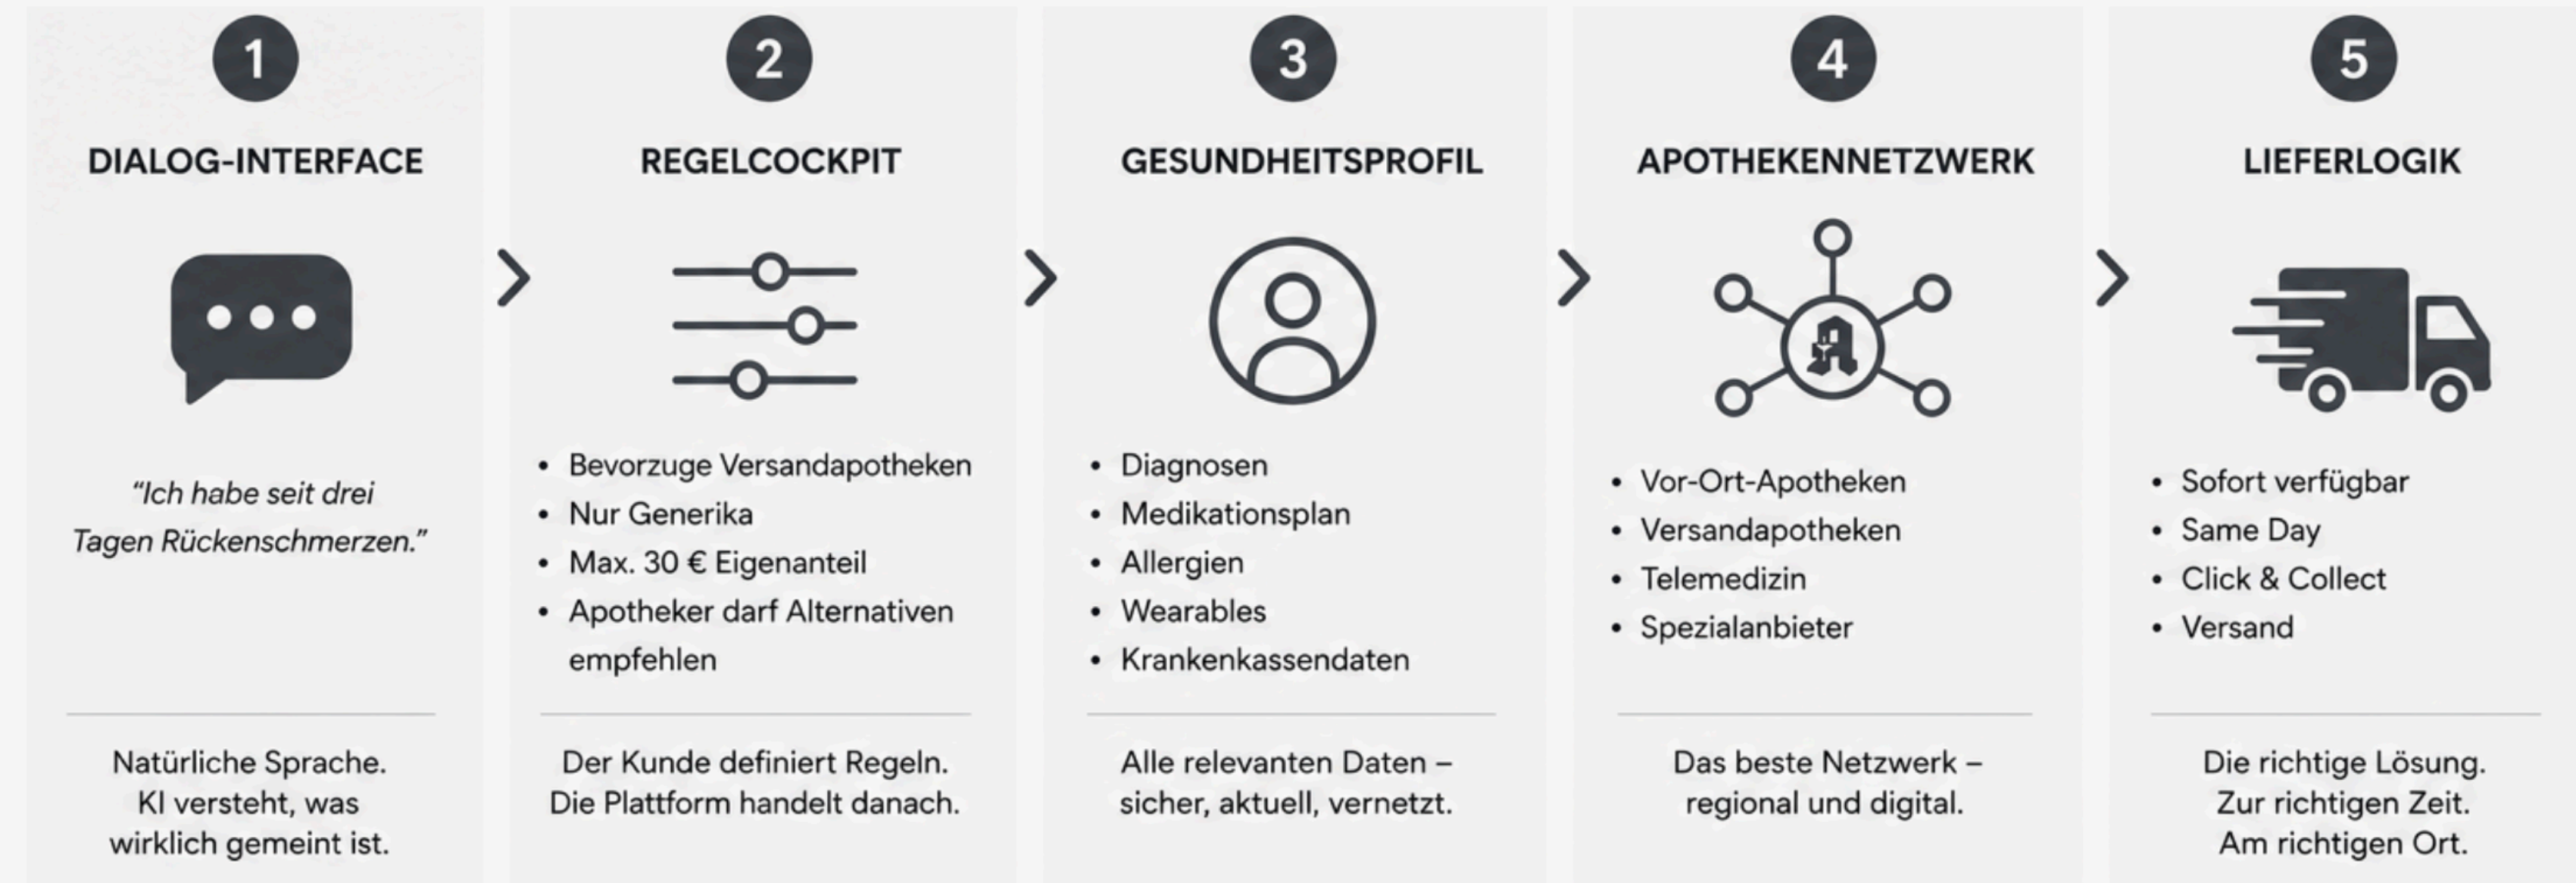 1
DIALOG-INTERFACE
“Ich habe seit drei
Tagen Rückenschmerzen.”
Natürliche Sprache.
KI versteht, was
wirklich gemeint ist.
2
REGELCOCKPIT
• Bevorzuge Versandapotheken
• Nur Generika
• Max. 30 € Eigenanteil
• Apotheker darf Alternativen
empfehlen
Der Kunde definiert Regeln.
Die Plattform handelt danach.
3
GESUNDHEITSPROFIL
• Diagnosen
• Medikationsplan
• Allergien
• Wearables
• Krankenkassendaten
Alle relevanten Daten –
sicher, aktuell, vernetzt.
4
APOTHEKENNETZWERK
A
• Vor-Ort-Apotheken
• Versandapotheken
• Telemedizin
• Spezialanbieter
Das beste Netzwerk –
regional und digital.
5
LIEFERLOGIK
• Sofort verfügbar
• Same Day
• Click & Collect
• Versand
Die richtige Lösung.
Zur richtigen Zeit.
Am richtigen Ort.